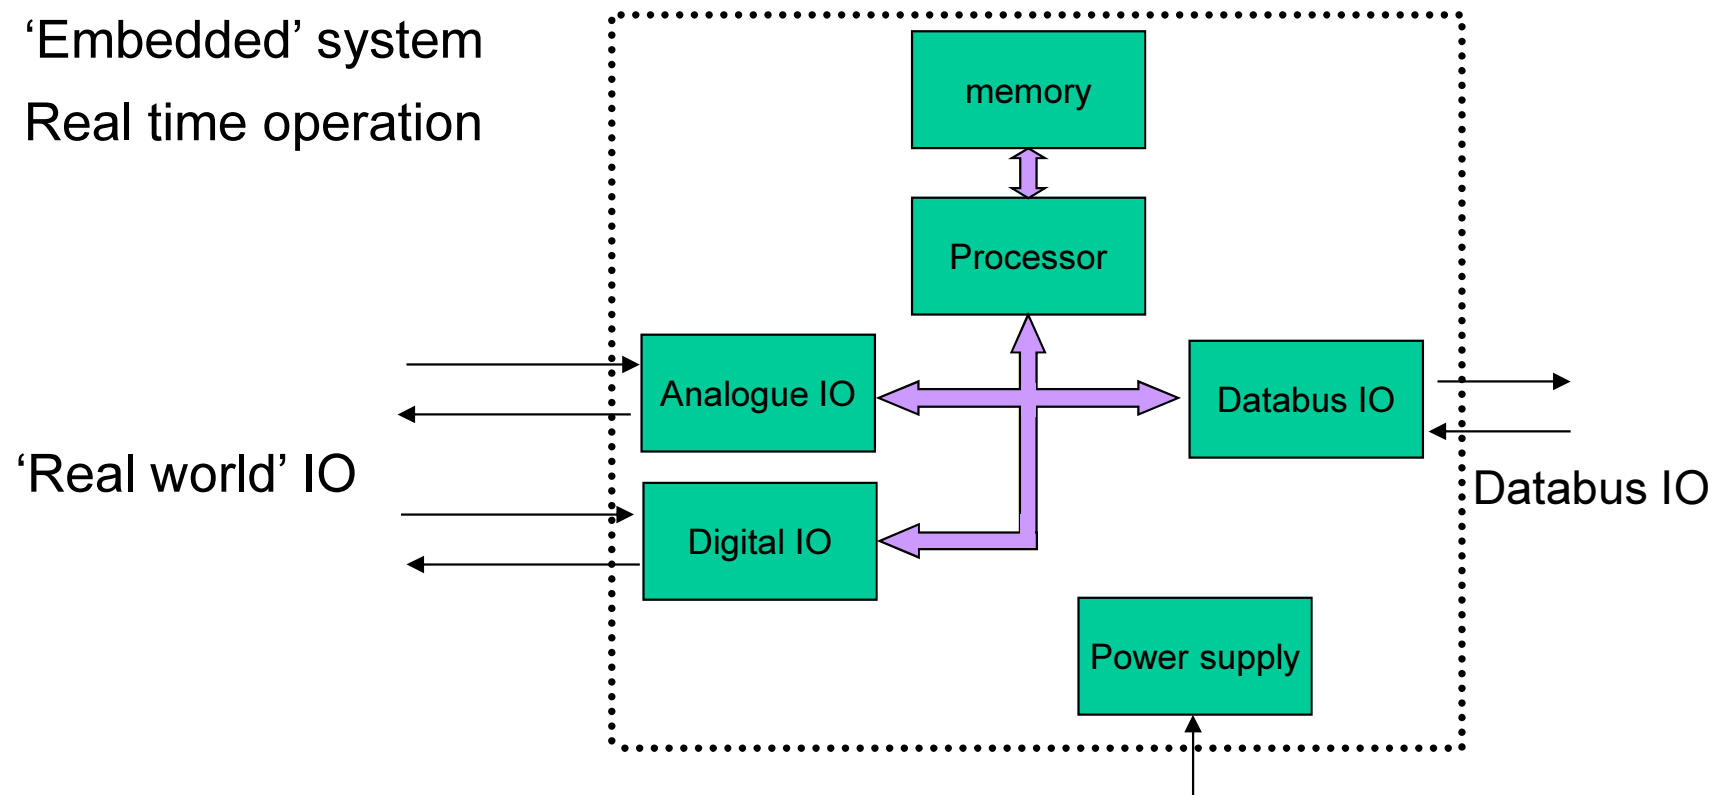 ‘Embedded’ system
Real time operation
memory
Processor
Analogue IO
Databus IO
‘Real world’ IO
Databus IO
Digital IO
Power supply